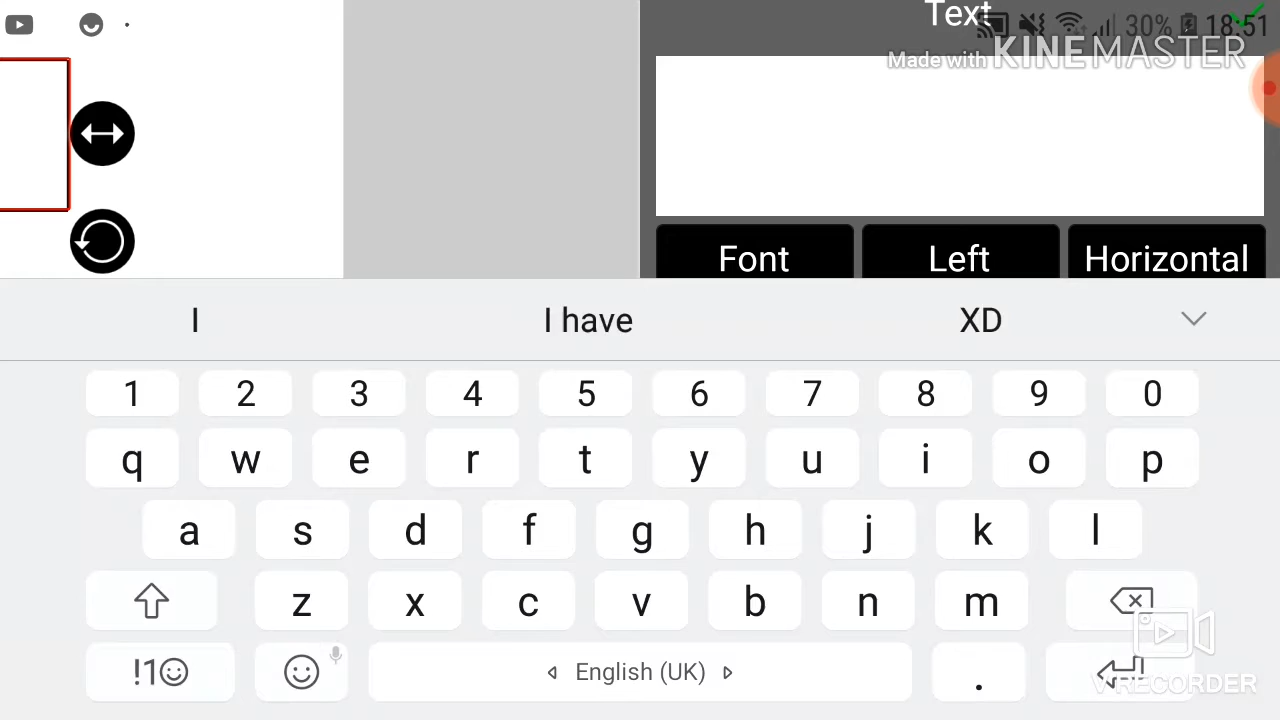 Text
30% 18:51
Made with KINEMASTER
Font Left Horizontal
I I have XD
1 2 3 4 5 6 7 8 9 0
q w e r t y u i o p
a s d f g h j k l
z x c v b n m
!1 English (UK) .
VRECORDER